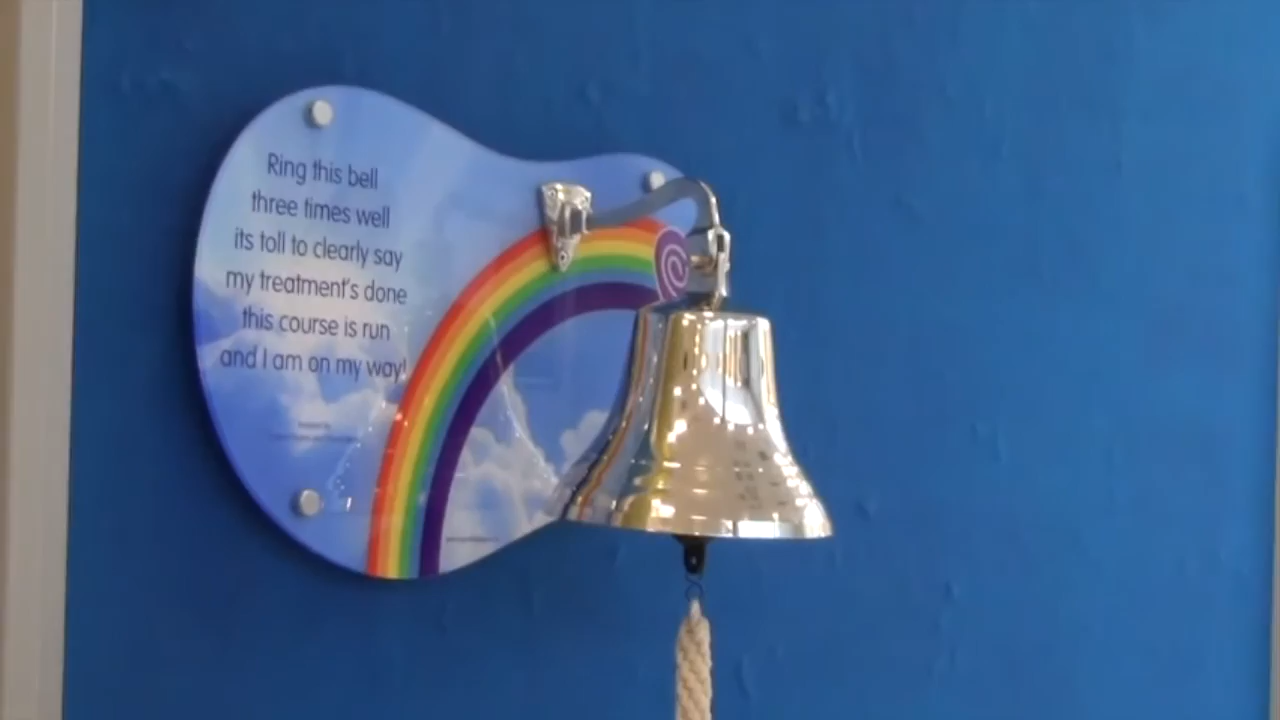 Ring this bell
three times well
its toll to clearly say
my treatment's done
this course is run
and I am on my way!